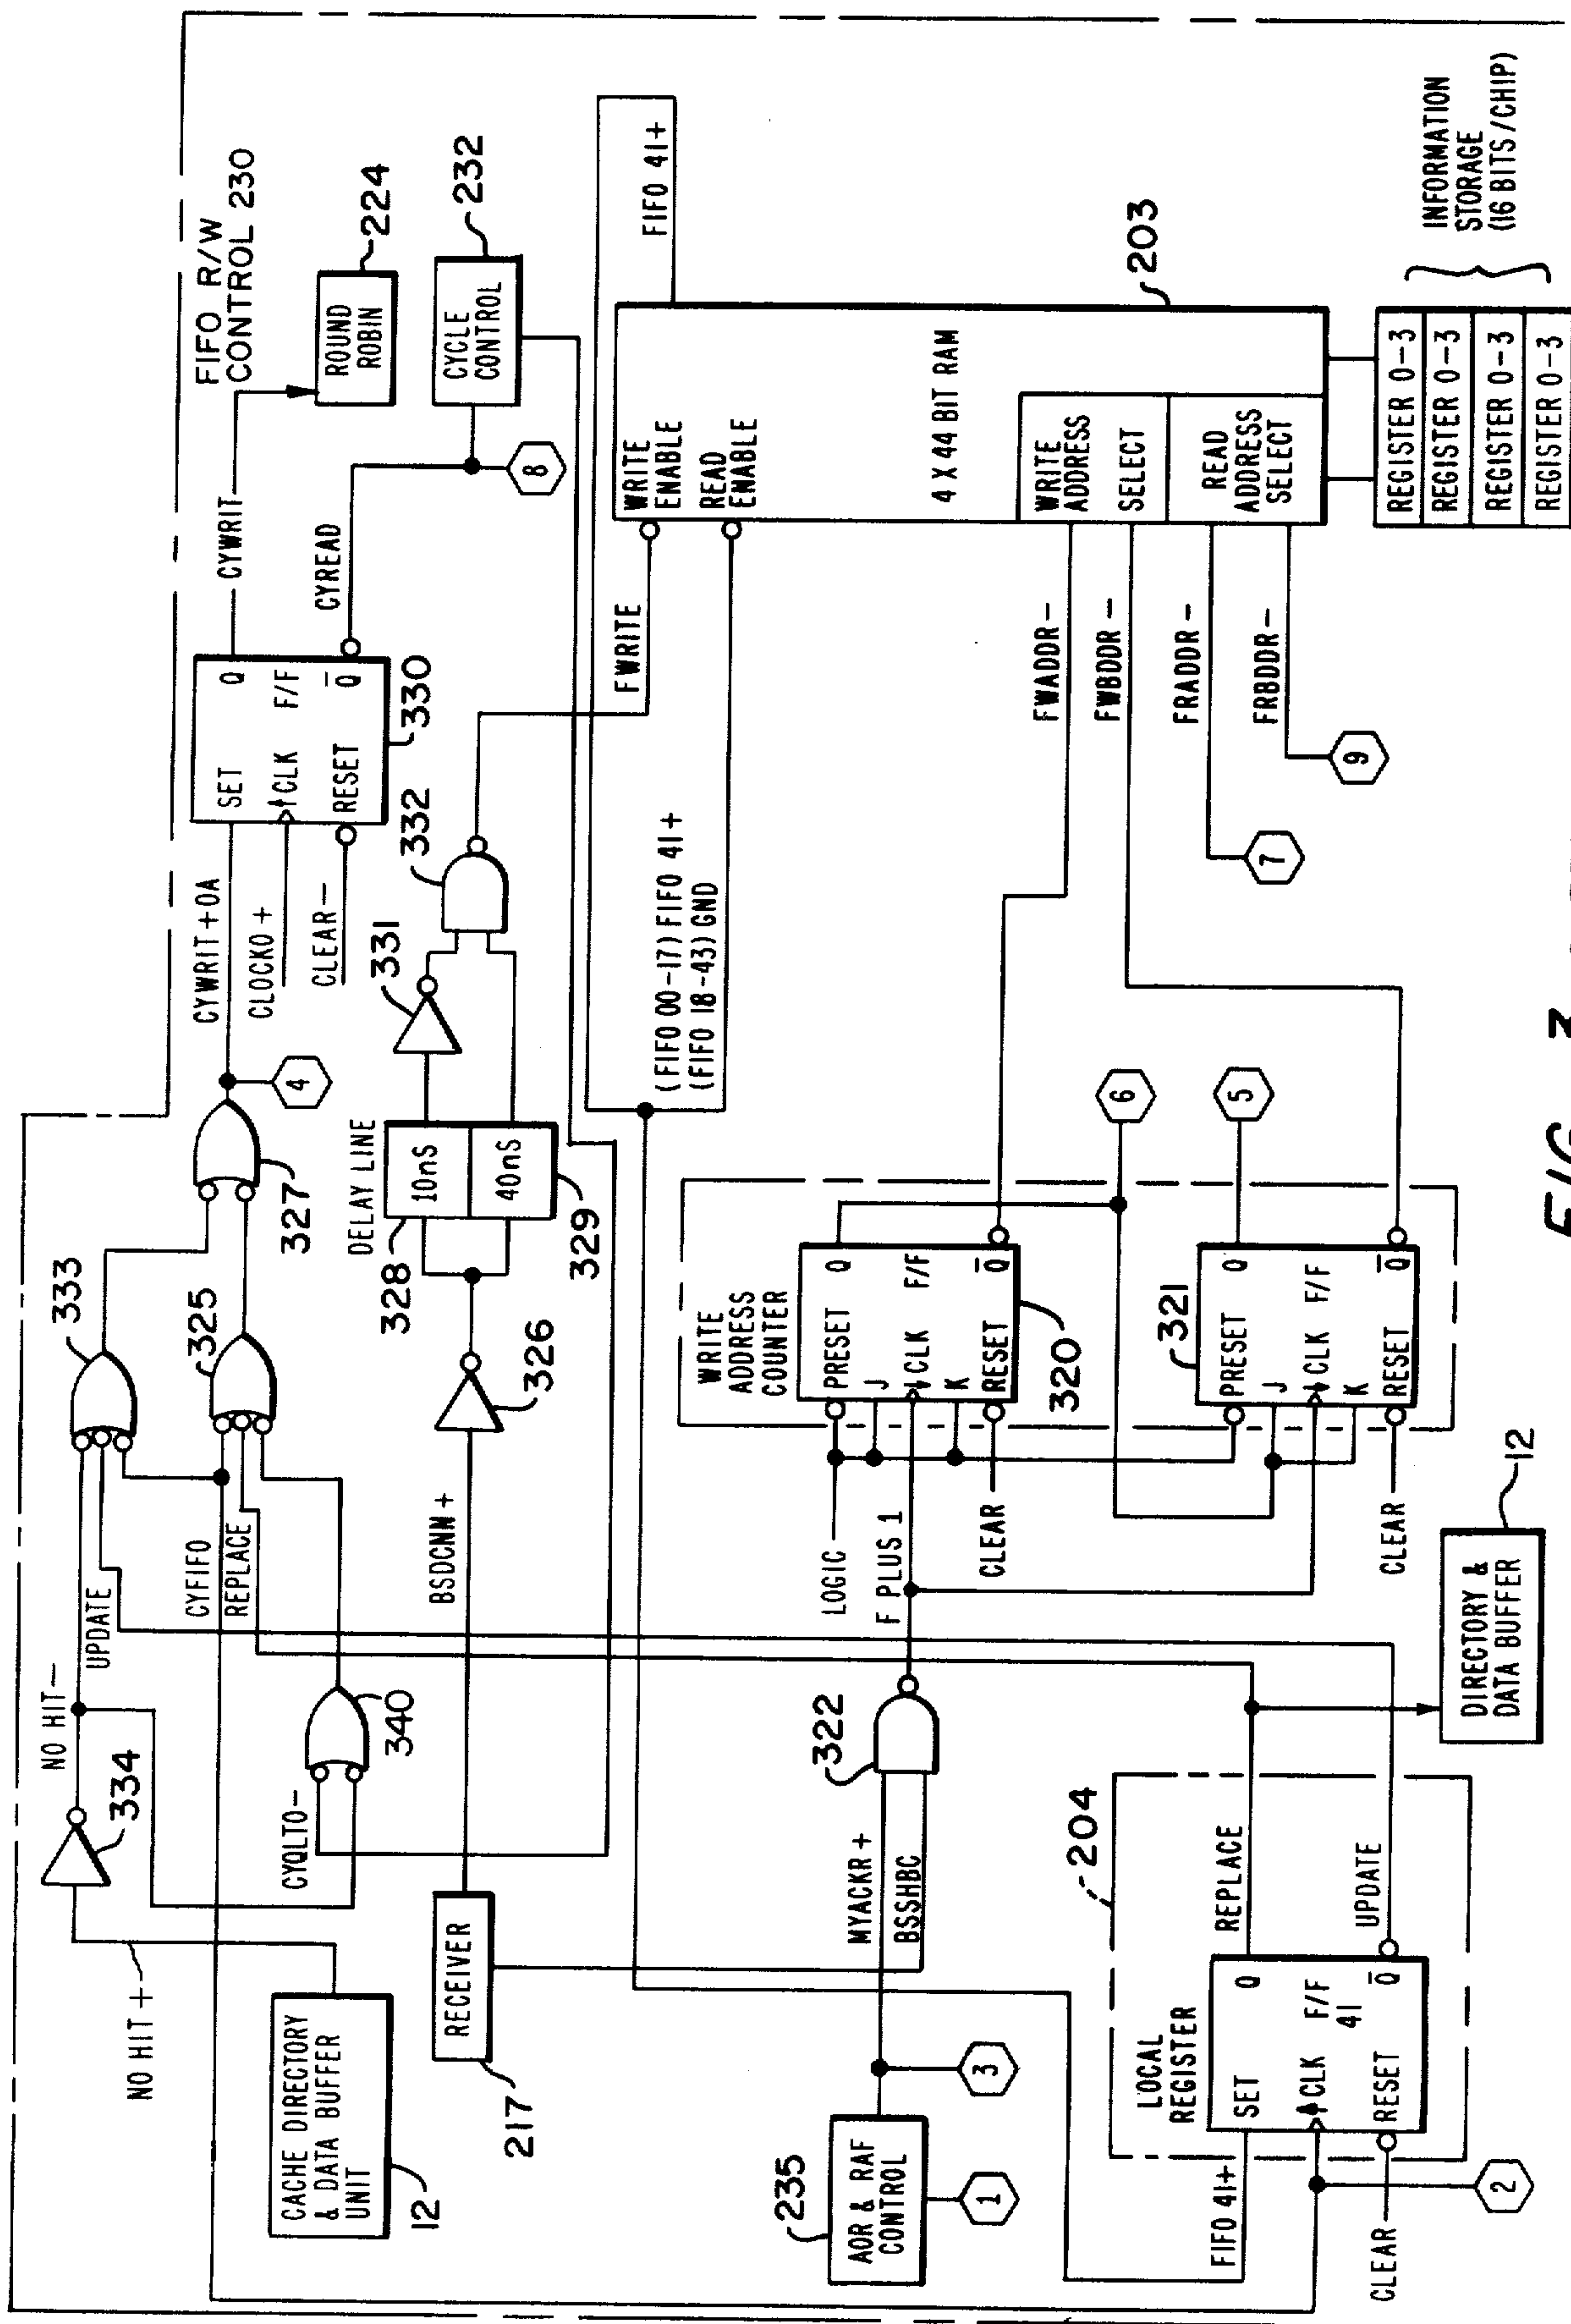 NO HIT +
CACHE DIRECTORY
& DATA BUFFER
UNIT
12
334
NO HIT —
UPDATE
CYFIFO
REPLACE
333
325
327
4
CYWRIT+0A
CLOCK0 +
CLEAR —
SET
CLK
RESET
Q
F/F
Q̅
330
CYWRIT
CYREAD
FIFO R/W
CONTROL 230
ROUND
ROBIN
224
CYCLE
CONTROL
232
8
CYQLTO —
340
RECEIVER
217
BSDCNN +
326
DELAY LINE
10nS
40nS
328
329
331
332
FWRITE
(FIFO 00-17) FIFO 41+
(FIFO 18-43) GND
FIFO 41+
WRITE
ENABLE
READ
ENABLE
4 X 44 BIT RAM
203
WRITE
ADDRESS
SELECT
READ
ADDRESS
SELECT
FWADDR —
FWBDDR —
FRADDR —
FRBDDR —
7
9
REGISTER 0-3
REGISTER 0-3
REGISTER 0-3
REGISTER 0-3
INFORMATION
STORAGE
(16 BITS/CHIP)
AOR & RAF
CONTROL
235
1
3
MYACKR +
BSSHBC
322
F PLUS 1
LOGIC
CLEAR —
WRITE
ADDRESS
COUNTER
PRESET
J
CLK
K
RESET
Q
F/F
Q̅
320
6
5
321
PRESET
J
CLK
K
RESET
Q
F/F
Q̅
CLEAR —
LOCAL
REGISTER
204
FIFO 41+
SET
CLK
RESET
Q
F/F
41
Q̅
CLEAR —
2
REPLACE
UPDATE
DIRECTORY &
DATA BUFFER
12